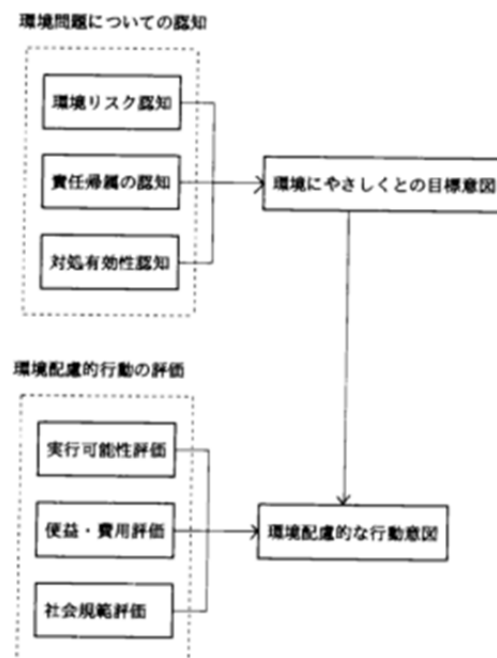 環境問題についての認知
環境リスク認知
責任帰属の認知
対処有効性認知
環境にやさしくとの目標意図
環境配慮的行動の評価
実行可能性評価
便益・費用評価
社会規範評価
環境配慮的な行動意図